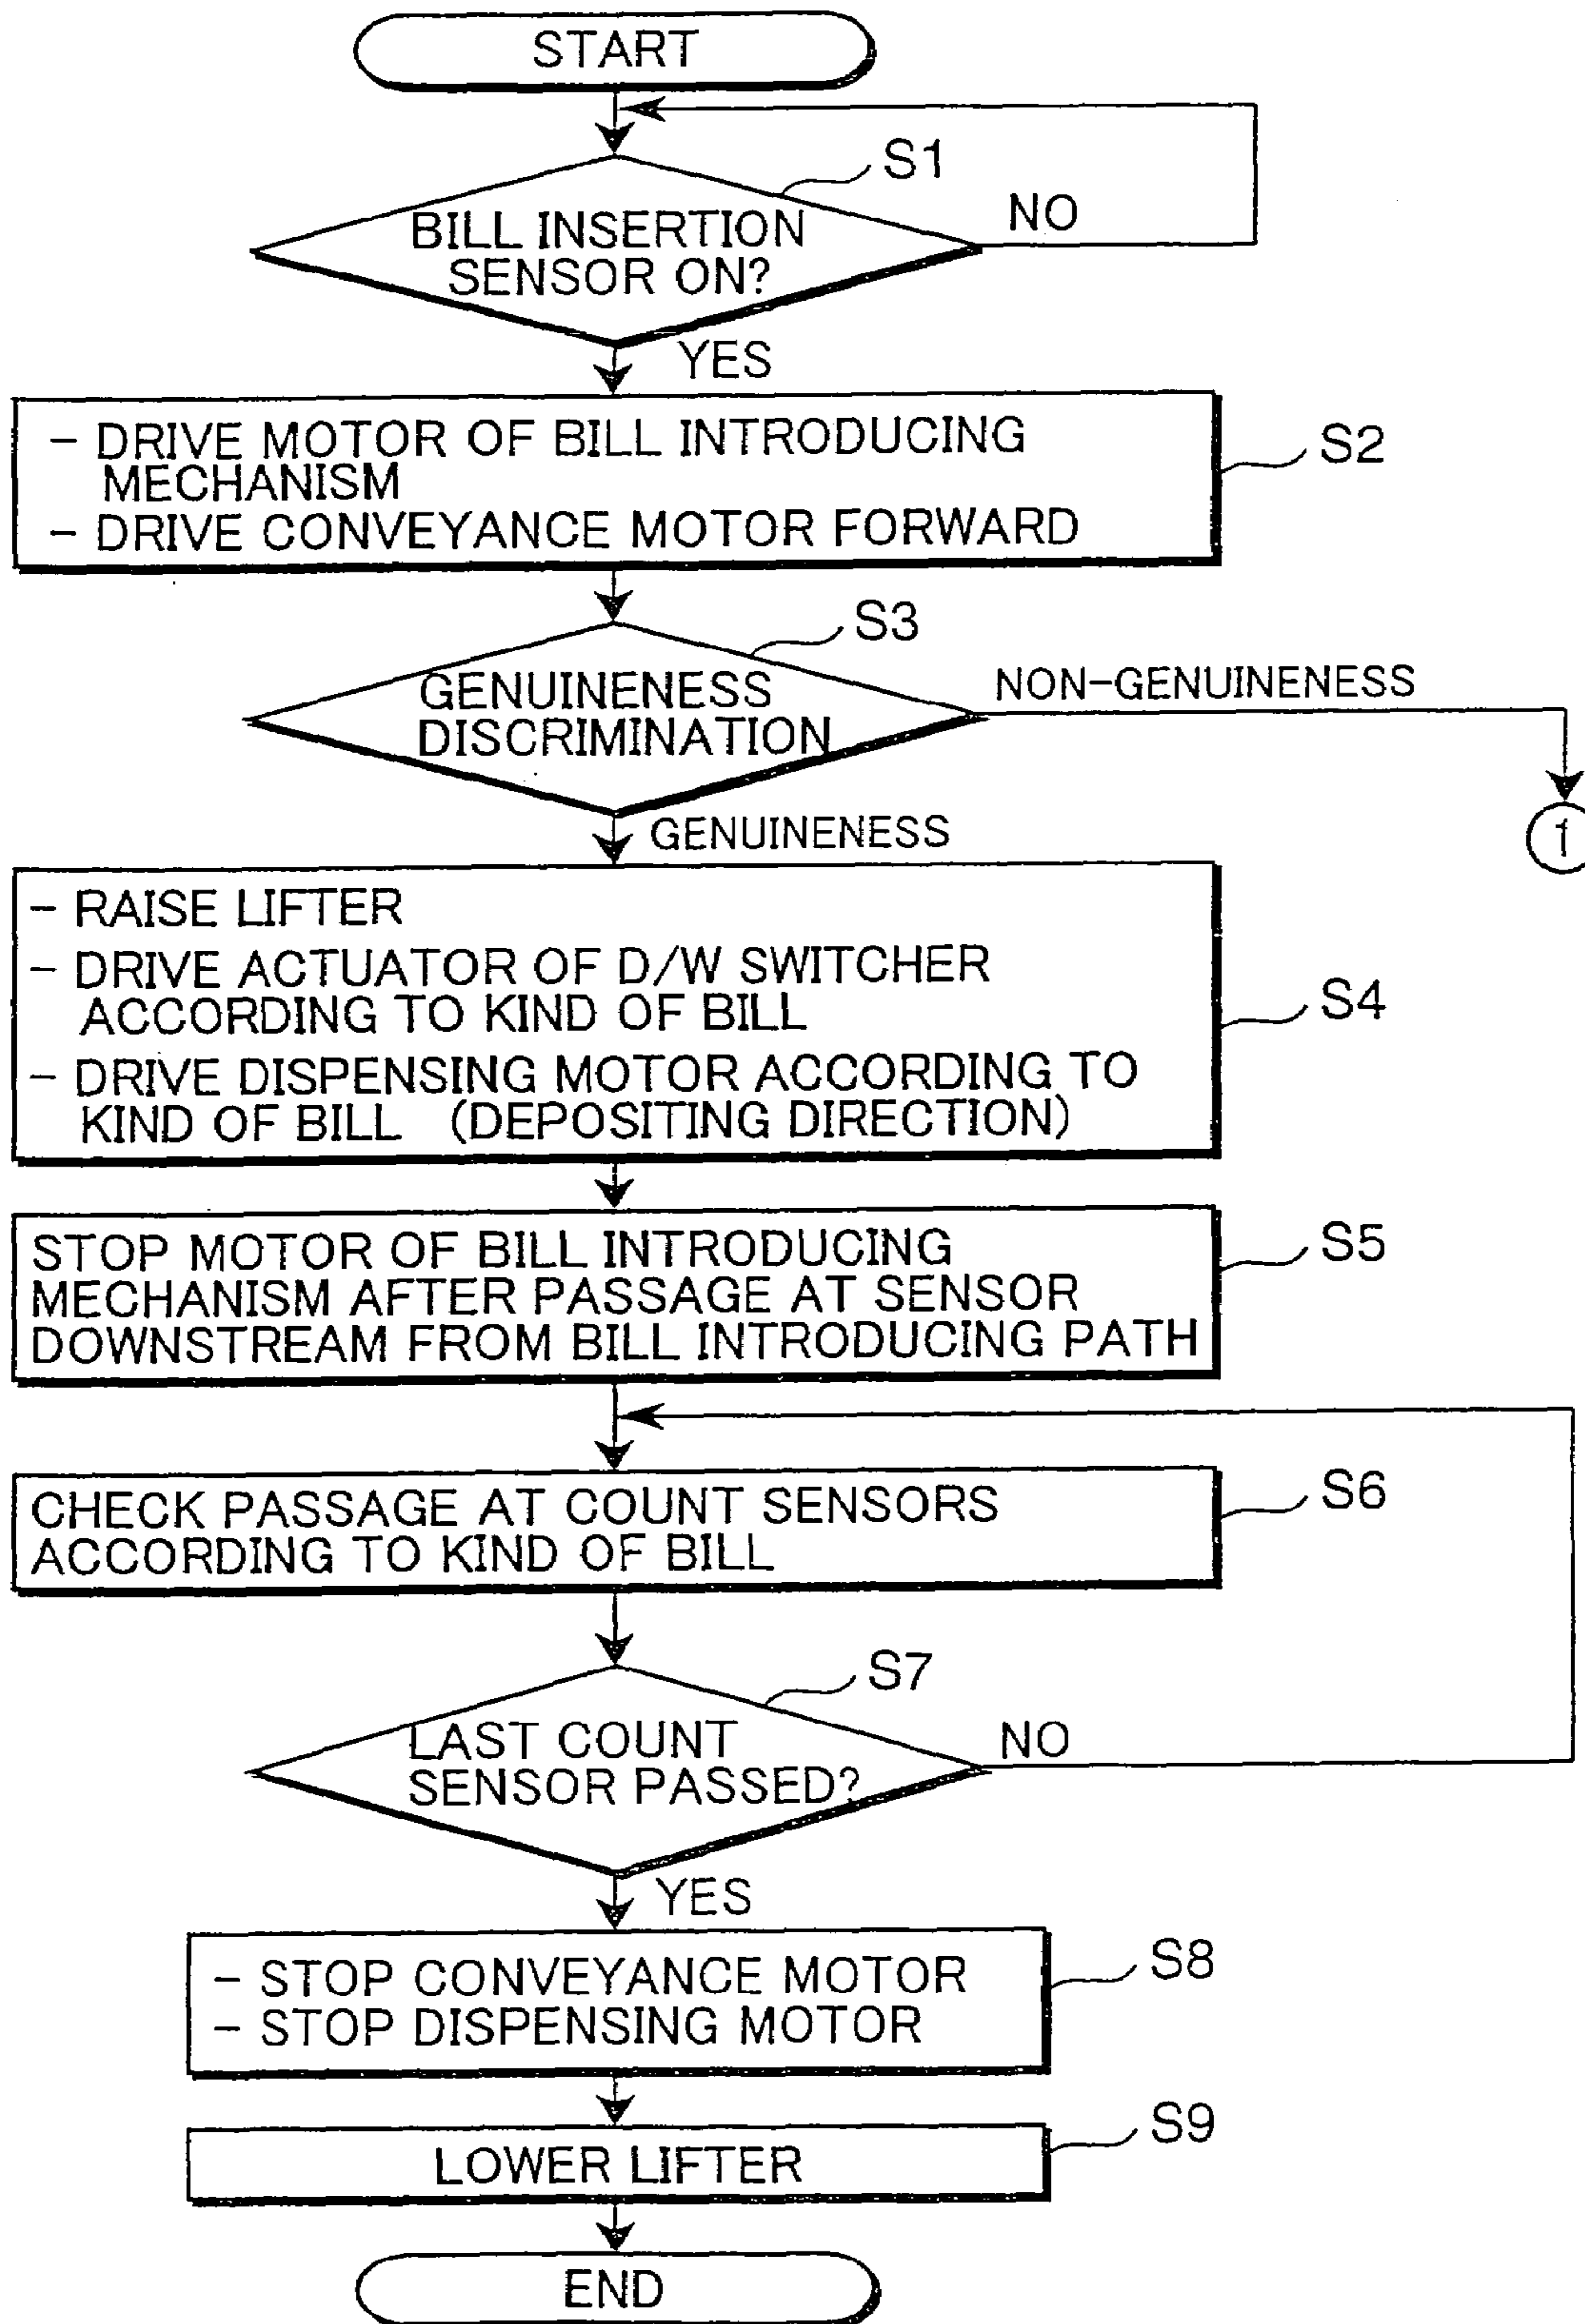 START
S1
BILL INSERTION
SENSOR ON?
NO
YES
– DRIVE MOTOR OF BILL INTRODUCING
MECHANISM
– DRIVE CONVEYANCE MOTOR FORWARD
S2
S3
GENUINENESS
DISCRIMINATION
NON-GENUINENESS
1
GENUINENESS
– RAISE LIFTER
– DRIVE ACTUATOR OF D/W SWITCHER
ACCORDING TO KIND OF BILL
– DRIVE DISPENSING MOTOR ACCORDING TO
KIND OF BILL (DEPOSITING DIRECTION)
S4
STOP MOTOR OF BILL INTRODUCING
MECHANISM AFTER PASSAGE AT SENSOR
DOWNSTREAM FROM BILL INTRODUCING PATH
S5
CHECK PASSAGE AT COUNT SENSORS
ACCORDING TO KIND OF BILL
S6
S7
LAST COUNT
SENSOR PASSED?
NO
YES
– STOP CONVEYANCE MOTOR
– STOP DISPENSING MOTOR
S8
LOWER LIFTER
S9
END